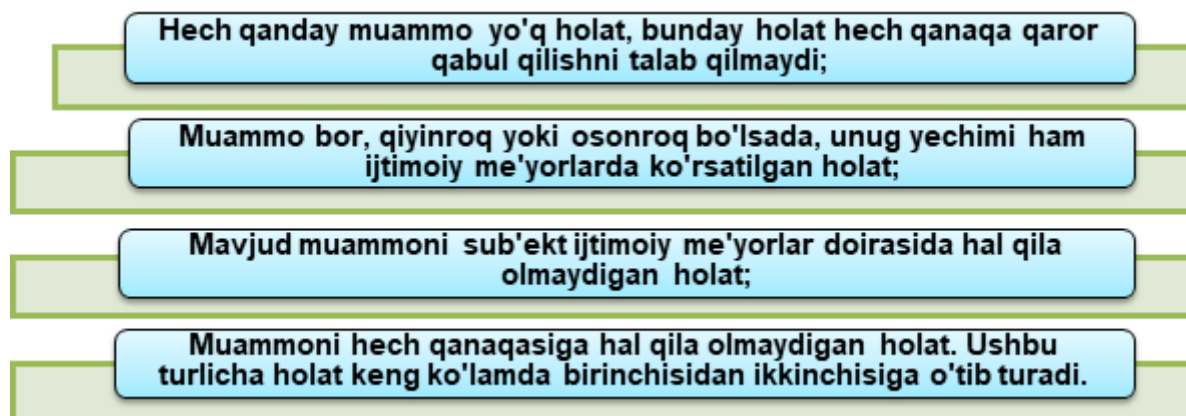 Hech qanday muammo yo'q holat, bunday holat hech qanaqa qaror
qabul qilishni talab qilmaydi;
Muammo bor, qiyinroq yoki osonroq bo'lsada, unug yechimi ham
ijtimoiy me'yorlarda ko'rsatilgan holat;
Mavjud muammoni sub'ekt ijtimoiy me'yorlar doirasida hal qila
olmaydigan holat;
Muammoni hech qanaqasiga hal qila olmaydigan holat. Ushbu
turlicha holat keng ko'lamda birinchisidan ikkinchisiga o'tib turadi.